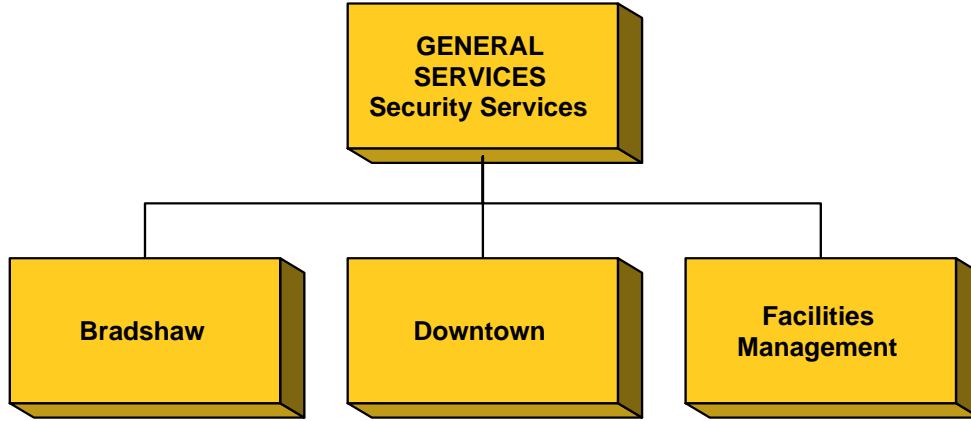 GENERAL
SERVICES
Security Services
Bradshaw
Downtown
Facilities
Management